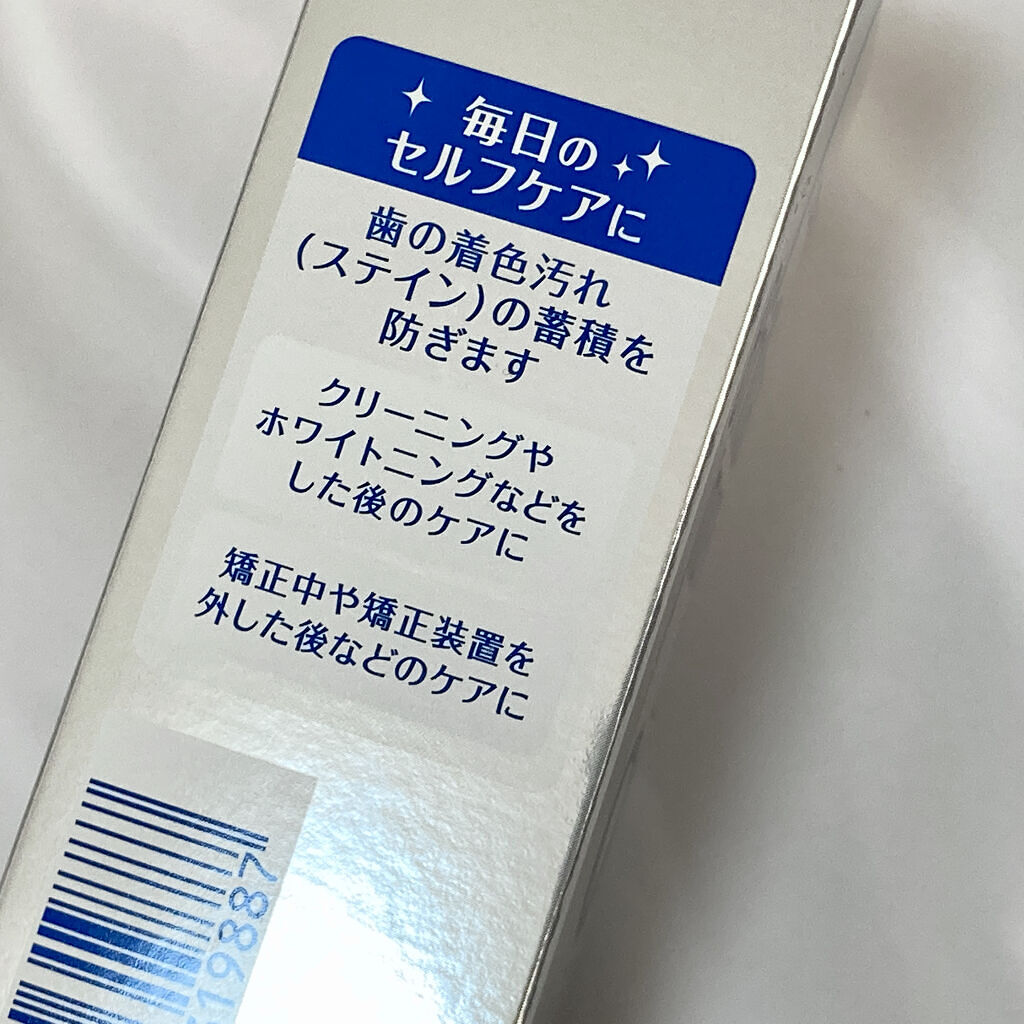 毎日の
セルフケアに
歯の着色汚れ
(ステイン)の蓄積を
防ぎます
クリーニングや
ホワイトニングなどを
した後のケアに
矯正中や矯正装置を
外した後などのケアに
19887